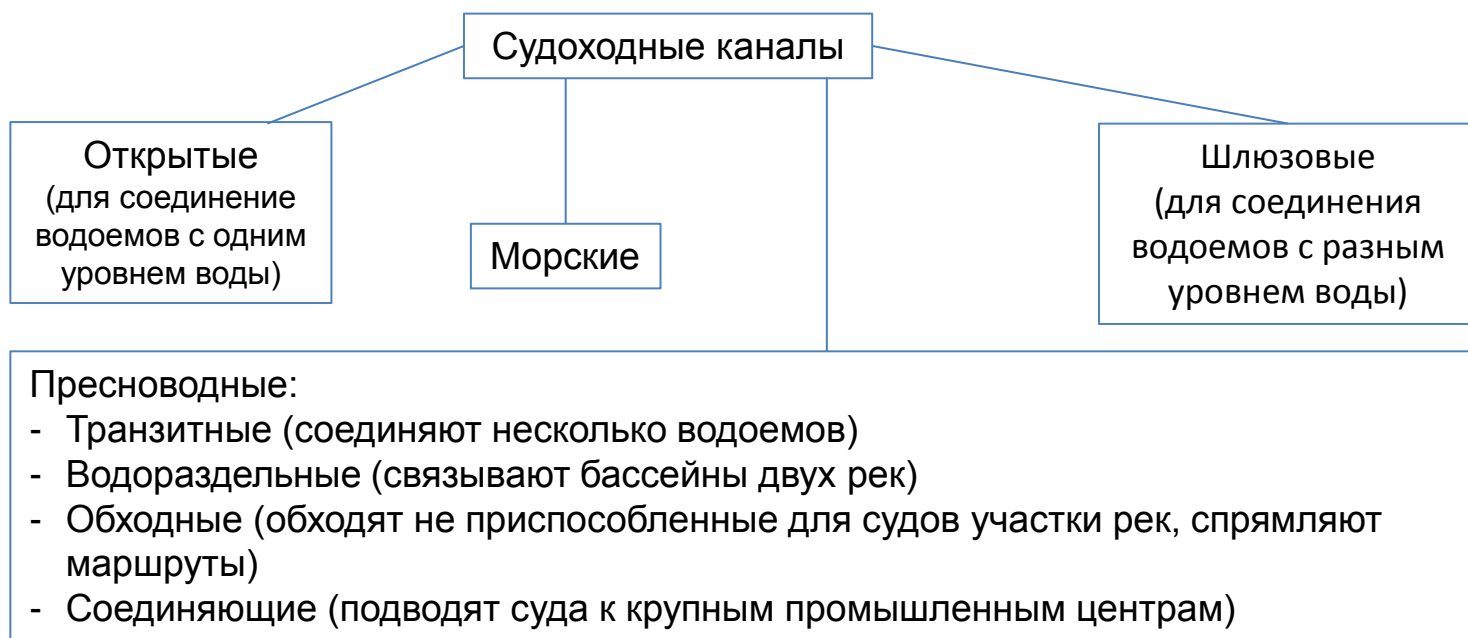 Судоходные каналы
Открытые
(для соединение
водоемов с одним
уровнем воды)
Морские
Шлюзовые
(для соединения
водоемов с разным
уровнем воды)
Пресноводные:
- Транзитные (соединяют несколько водоемов)
- Водораздельные (связывают бассейны двух рек)
- Обходные (обходят не приспособленные для судов участки рек, спрямляют
маршруты)
- Соединяющие (подводят суда к крупным промышленным центрам)